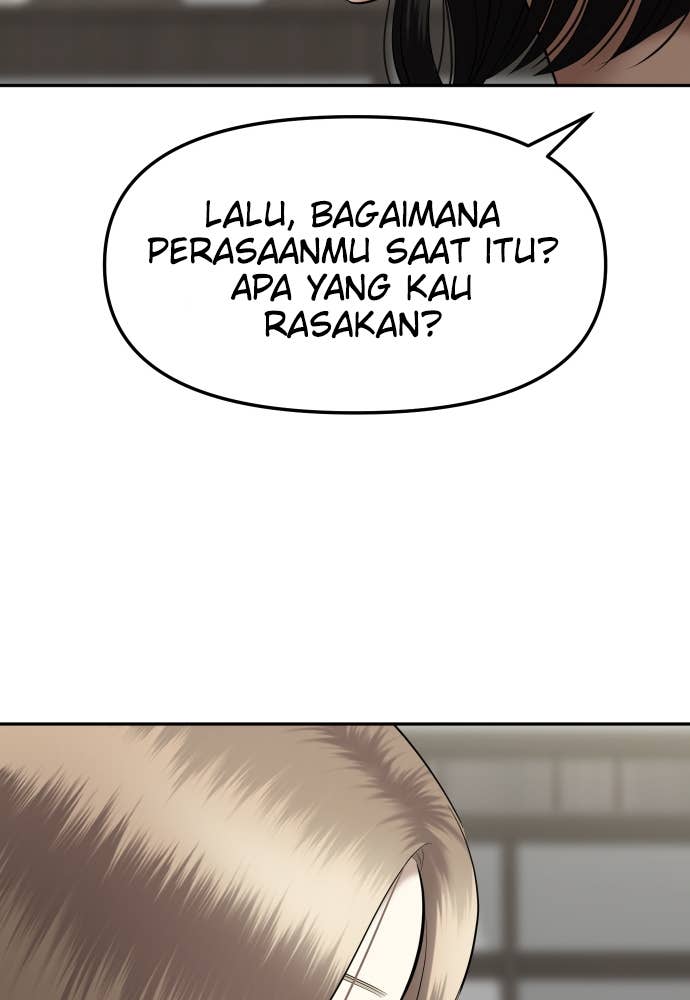 LALU, BAGAIMANA
PERASAANMU SAAT ITU?
APA YANG KAU
RASAKAN?